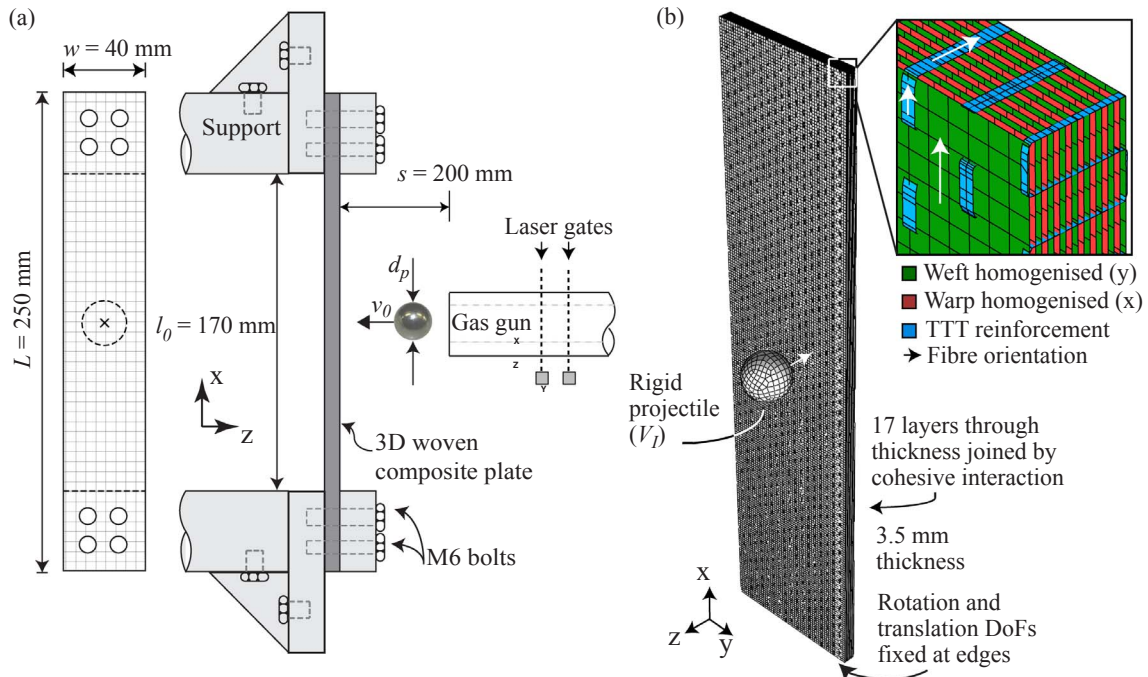 (a)
w = 40 mm
L = 250 mm
Support
l₀ = 170 mm
s = 200 mm
Laser gates
dₚ
v₀
Gas gun
x
z
Y
x
z
3D woven
composite plate
M6 bolts
(b)
Weft homogenised (y)
Warp homogenised (x)
TTT reinforcement
Fibre orientation
Rigid
projectile
(V_I)
17 layers through
thickness joined by
cohesive interaction
3.5 mm
thickness
x
z
y
Rotation and
translation DoFs
fixed at edges